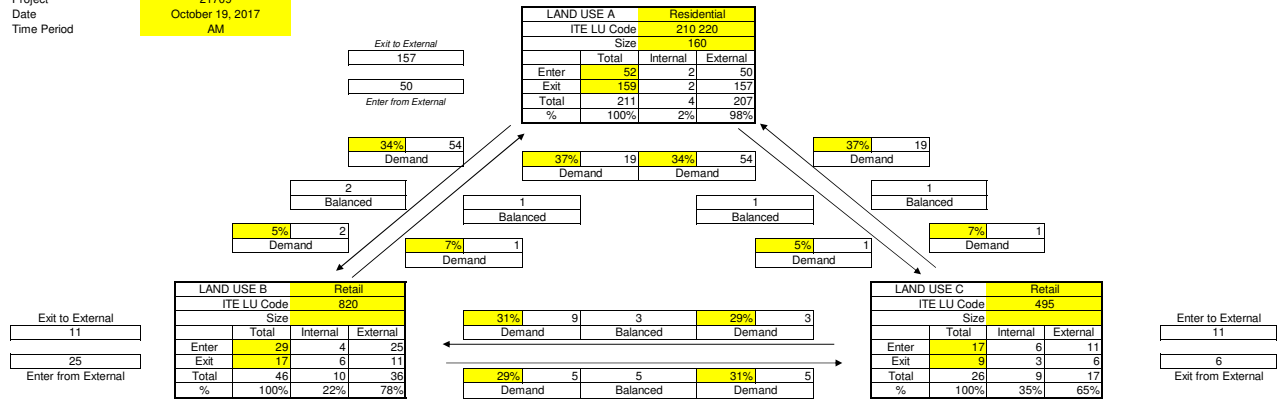 Date October 19, 2017
Time Period AM
LAND USE A Residential
ITE LU Code 210 220
Size 160
Total Internal External
Enter 52 2 50
Exit 159 2 157
Total 211 4 207
% 100% 2% 98%
Exit to External
157
50
Enter from External
34% 54
Demand
37% 19 34% 54
Demand Demand
37% 19
Demand
2
Balanced
1
Balanced
1
Balanced
1
Balanced
5% 2
Demand
7% 1
Demand
5% 1
Demand
7% 1
Demand
Exit to External
11
25
Enter from External
LAND USE B Retail
ITE LU Code 820
Size
Total Internal External
Enter 29 4 25
Exit 17 6 11
Total 46 10 36
% 100% 22% 78%
31% 9 3 29% 3
Demand Balanced Demand
29% 5 5 31% 5
Demand Balanced Demand
LAND USE C Retail
ITE LU Code 495
Size
Total Internal External
Enter 17 6 11
Exit 9 3 6
Total 26 9 17
% 100% 35% 65%
Enter to External
11
6
Exit from External